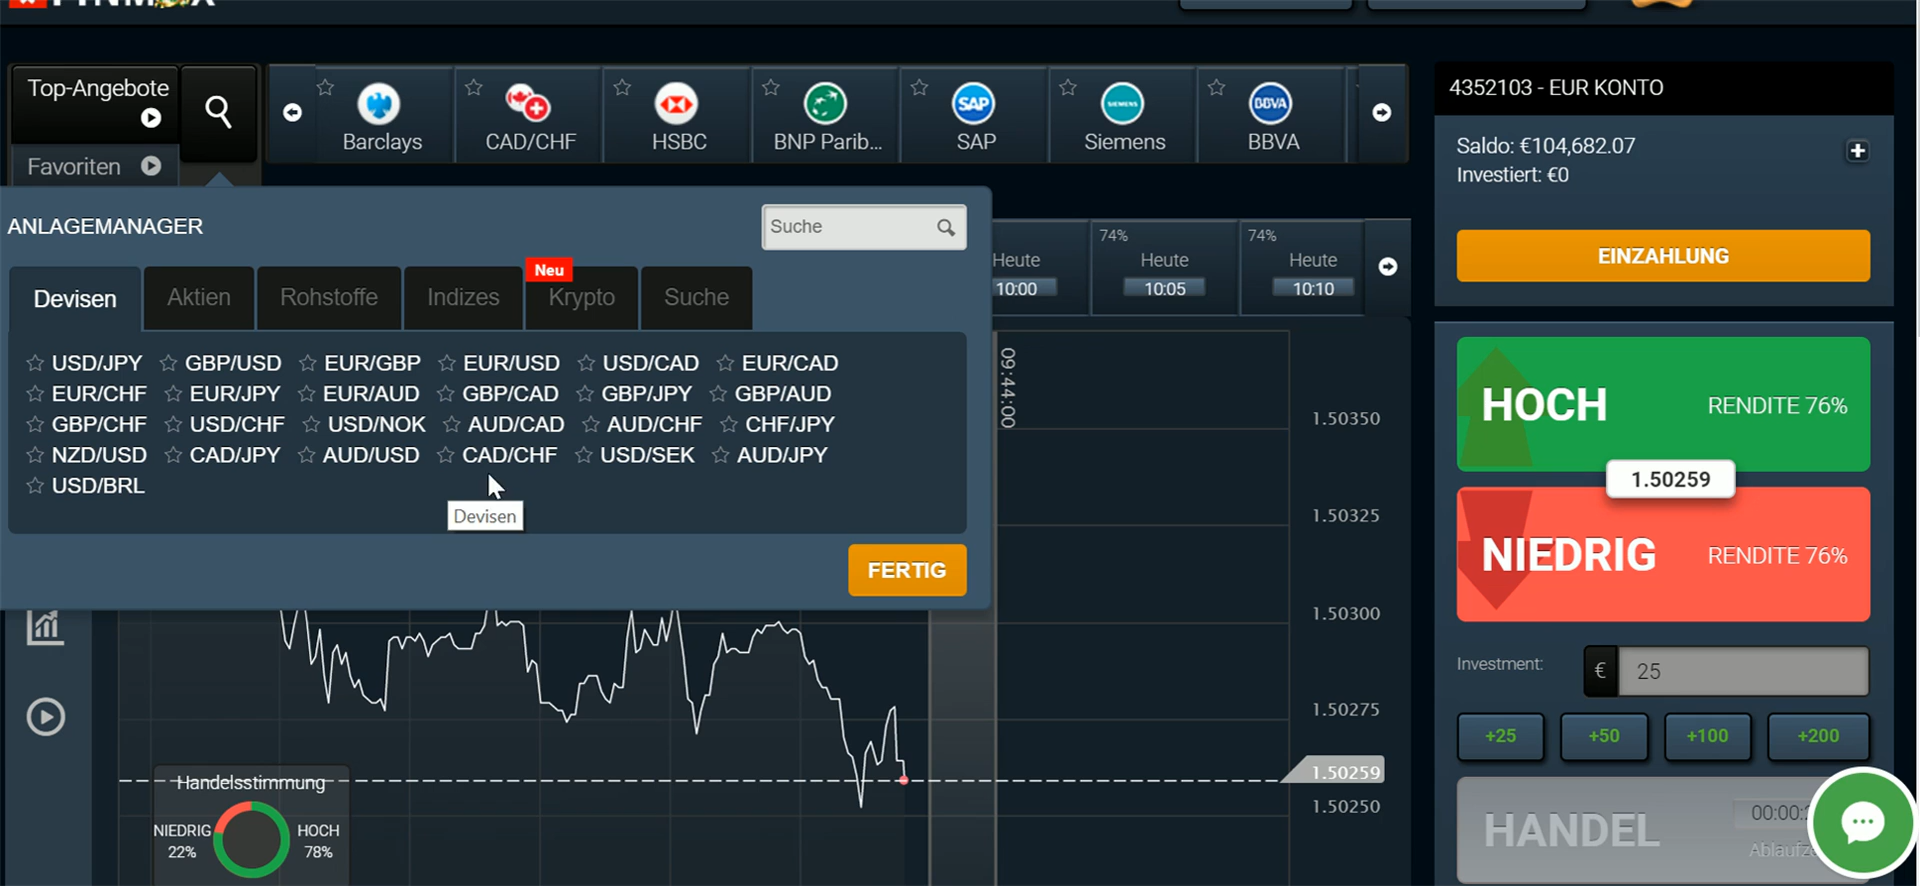 Top-Angebote
Favoriten
Barclays
CAD/CHF
HSBC
BNP Parib...
SAP
SAP
SIEMENS
Siemens
BBVA
BBVA
4352103 - EUR KONTO
Saldo: €104,682.07
Investiert: €0
EINZAHLUNG
ANLAGEMANAGER
Suche
Neu
Devisen Aktien Rohstoffe Indizes Krypto Suche
USD/JPY GBP/USD EUR/GBP EUR/USD USD/CAD EUR/CAD
EUR/CHF EUR/JPY EUR/AUD GBP/CAD GBP/JPY GBP/AUD
GBP/CHF USD/CHF USD/NOK AUD/CAD AUD/CHF CHF/JPY
NZD/USD CAD/JPY AUD/USD CAD/CHF USD/SEK AUD/JPY
USD/BRL
Devisen
FERTIG
74% 74%
Heute Heute Heute
10:00 10:05 10:10
09:44:00
1.50350
1.50325
1.50300
1.50275
1.50259
1.50250
Handelsstimmung
NIEDRIG HOCH
22% 78%
HOCH RENDITE 76%
1.50259
NIEDRIG RENDITE 76%
Investment: € 25
+25 +50 +100 +200
HANDEL